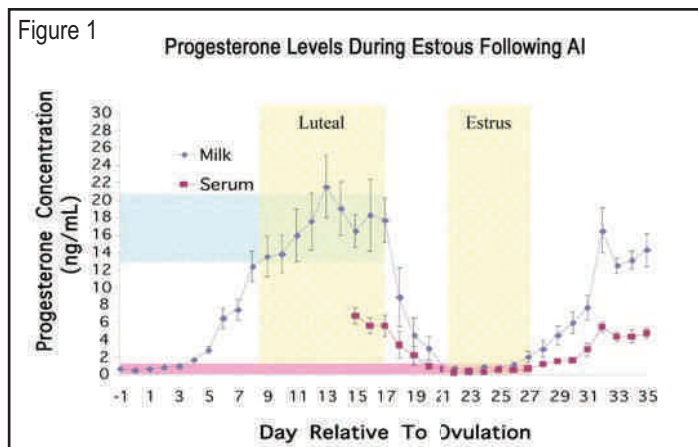 Figure 1
Progesterone Levels During Estrous Following AI
Progesterone Concentration
(ng/mL)
30
28
26
24
22
20
18
16
14
12
10
8
6
4
2
0
Luteal
Estrus
Milk
Serum
-1 1 3 5 7 9 11 13 15 17 19 21 23 25 27 29 31 33 35
Day Relative To Ovulation